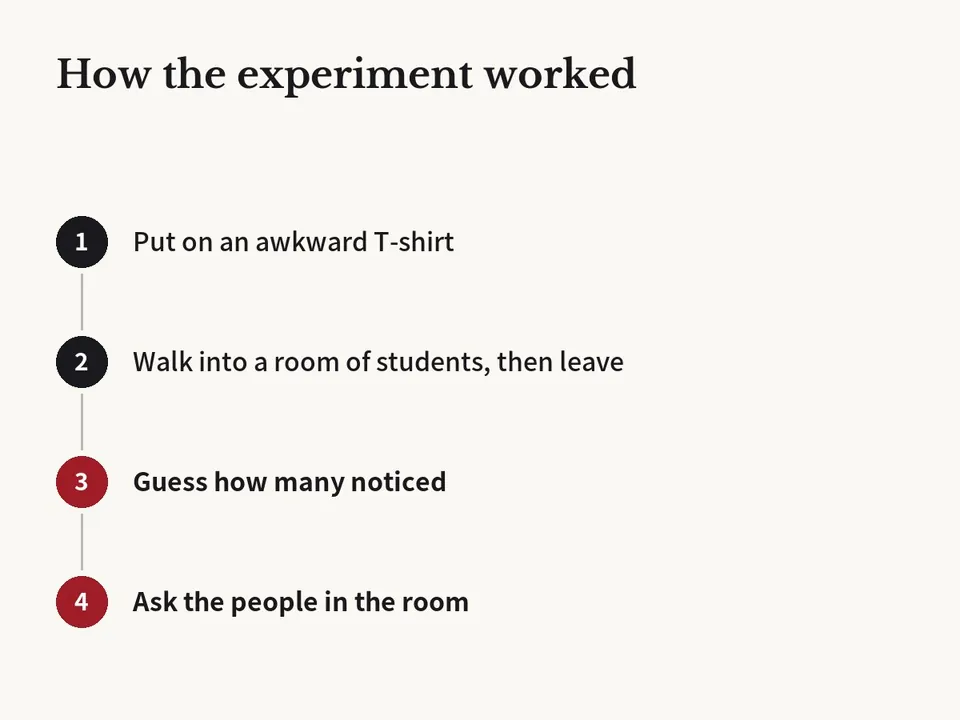 How the experiment worked
1 Put on an awkward T-shirt
2 Walk into a room of students, then leave
3 Guess how many noticed
4 Ask the people in the room